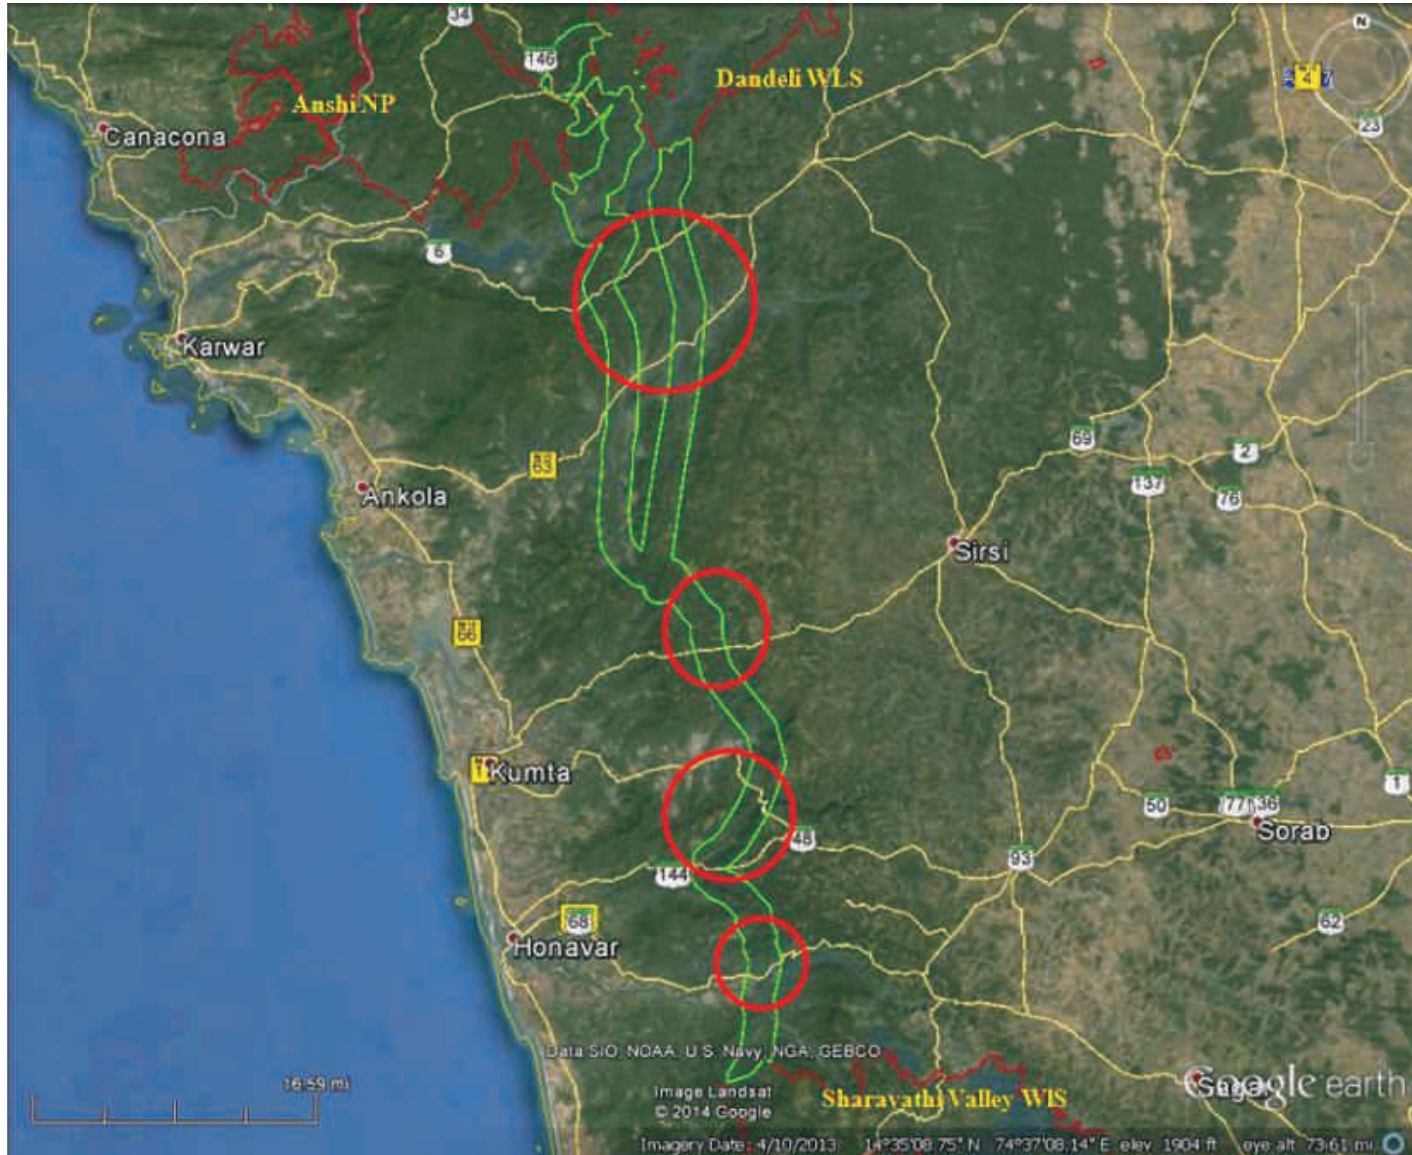 34
N
146
Dandeli WLS
4
7
Anshi NP
23
Canacona
6
Karwar
69
2
63
137
76
Ankola
Sirsi
66
Kumta
1
50
77
36
Sorab
48
93
144
68
62
Honavar
Data SIO, NOAA, U.S. Navy, NGA, GEBCO
16.59 mi
Image Landsat
© 2014 Google
Sharavathi Valley WlS
Google earth
Imagery Date: 4/10/2013 14°35'08.75" N 74°37'08.14" E elev 1904 ft eye alt 73.61 mi